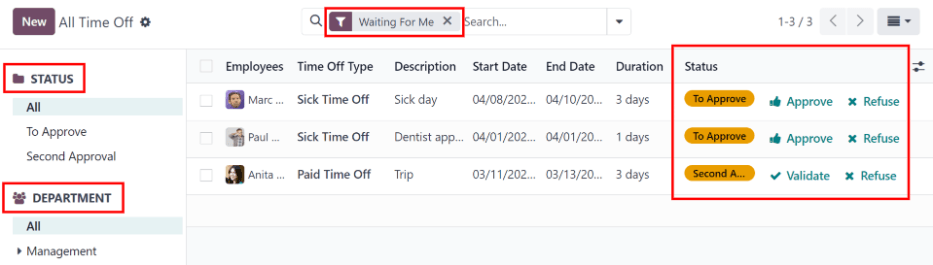 New All Time Off Waiting For Me × Search... 1-3 / 3
STATUS
All
To Approve
Second Approval
DEPARTMENT
All
Management
Employees Time Off Type Description Start Date End Date Duration Status
Marc ... Sick Time Off Sick day 04/08/202... 04/10/20... 3 days To Approve Approve Refuse
Paul ... Sick Time Off Dentist app... 04/01/202... 04/01/20... 1 days To Approve Approve Refuse
Anita ... Paid Time Off Trip 03/11/202... 03/13/20... 3 days Second A... Validate Refuse